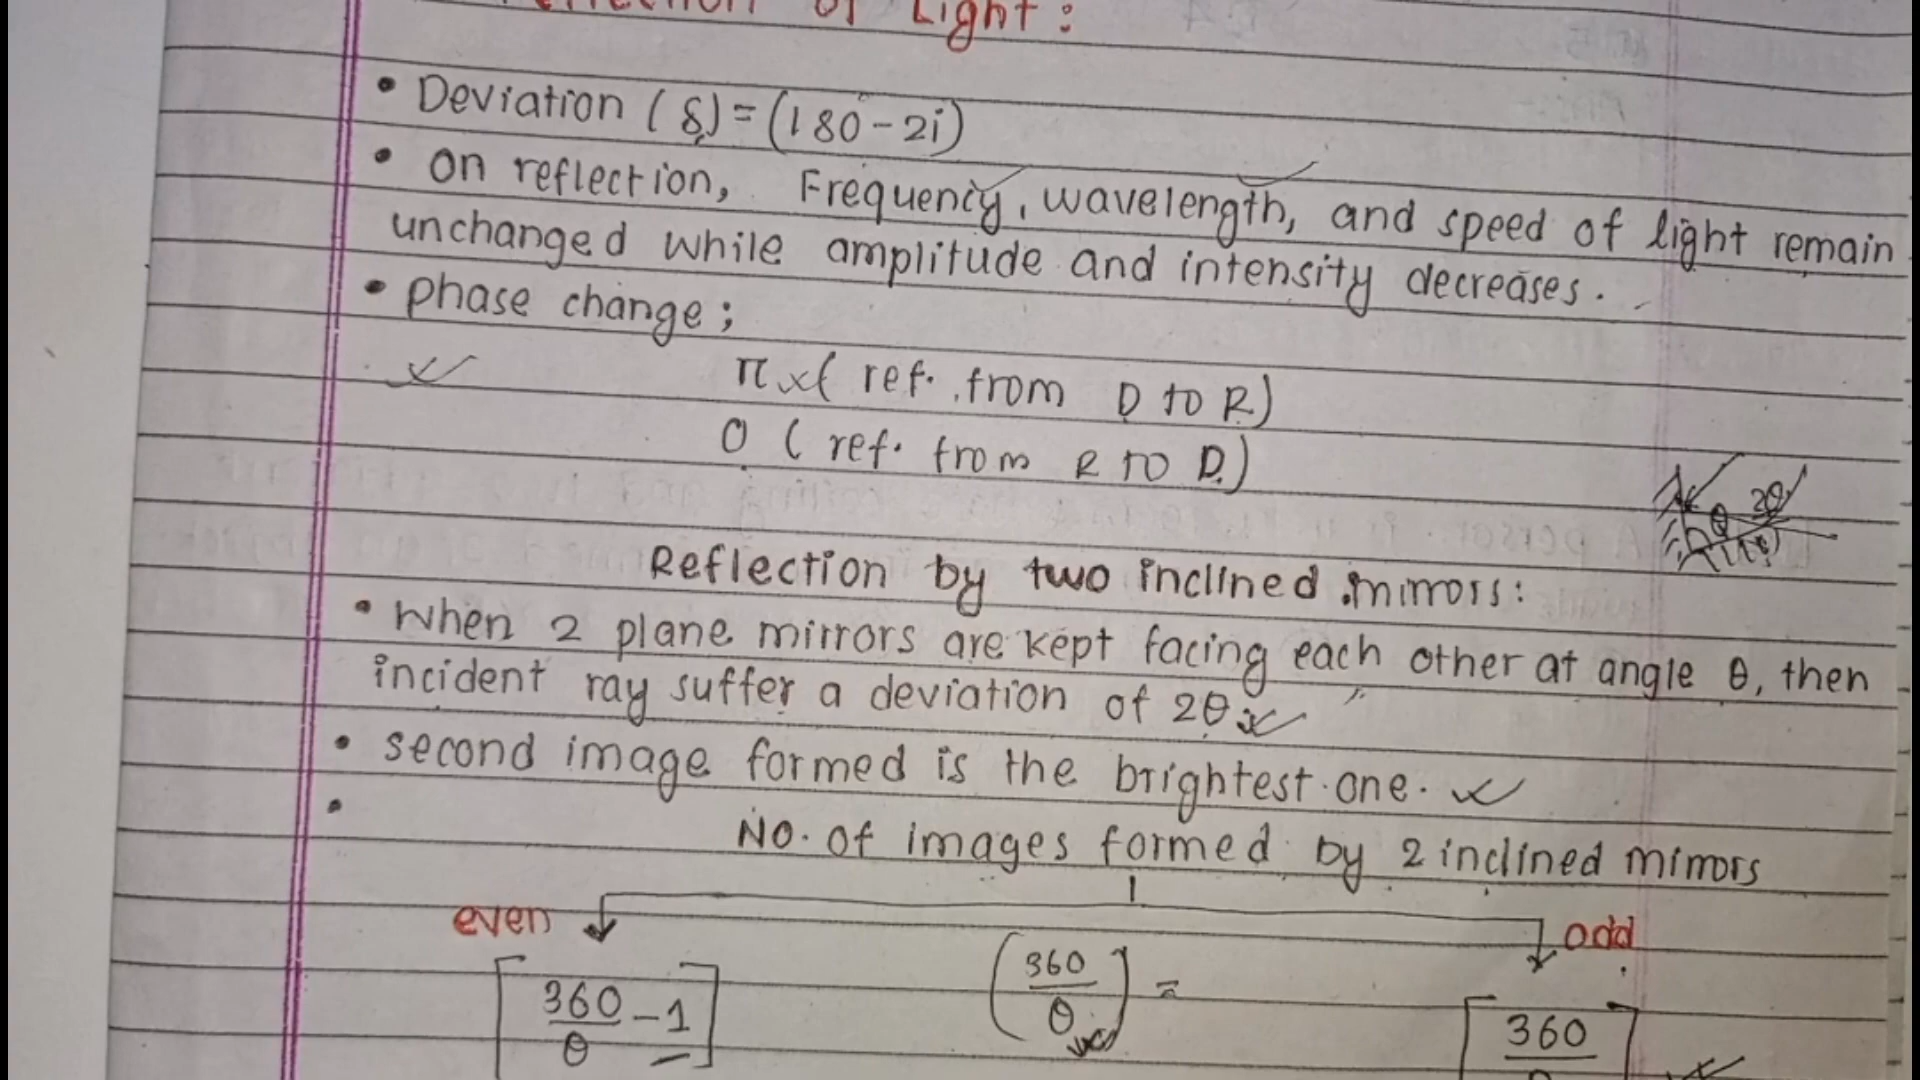 Reflection of Light:
• Deviation (δ) = (180 - 2i)
• on reflection, Frequency, wavelength, and speed of light remain
unchanged while amplitude and intensity decreases.
• phase change;
π (ref. from D to R)
0 (ref. from R to D)
θ 2θ
Reflection by two inclined mirrors:
• when 2 plane mirrors are kept facing each other at angle θ, then
incident ray suffer a deviation of 2θ.
• second image formed is the brightest one.
•
No. of images formed by 2 inclined mirrors
even odd
[360/θ - 1] (360/θ) = [360